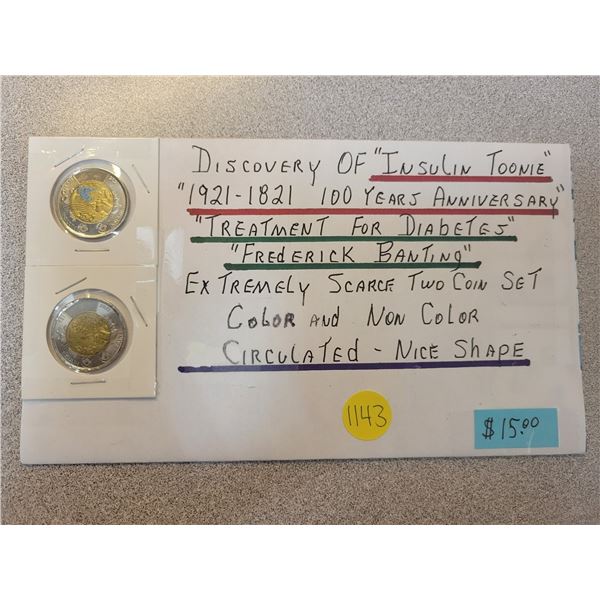 DISCOVERY OF "INSULIN TOONIE"
"1921-1821 100 YEARS ANNIVERSARY"
"TREATMENT FOR DIABETES"
"FREDERICK BANTING"
EXTREMELY SCARCE TWO COIN SET
COLOR AND NON COLOR
CIRCULATED - NICE SHAPE
1143
$15.00